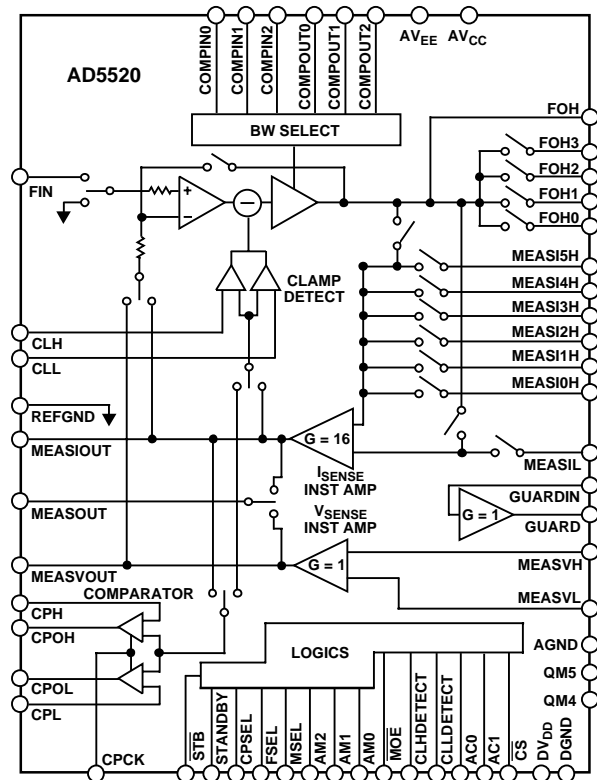 COMPIN0
COMPIN1
COMPIN2
COMPOUT0
COMPOUT1
COMPOUT2
AVEE
AVCC
AD5520
BW SELECT
FOH
FOH3
FOH2
FOH1
FOH0
FIN
+
−
−
CLAMP
DETECT
MEASI5H
MEASI4H
MEASI3H
MEASI2H
MEASI1H
MEASI0H
CLH
CLL
REFGND
MEASIOUT
G = 16
MEASIL
ISENSE
INST AMP
MEASOUT
VSENSE
INST AMP
GUARDIN
G = 1
GUARD
MEASVOUT
G = 1
MEASVH
MEASVL
COMPARATOR
CPH
CPOH
CPOL
CPL
LOGICS
AGND
QM5
QM4
CPCK
STB
STANDBY
CPSEL
FSEL
MSEL
AM2
AM1
AM0
MOE
CLHDETECT
CLLDETECT
AC0
AC1
CS
DVDD
DGND